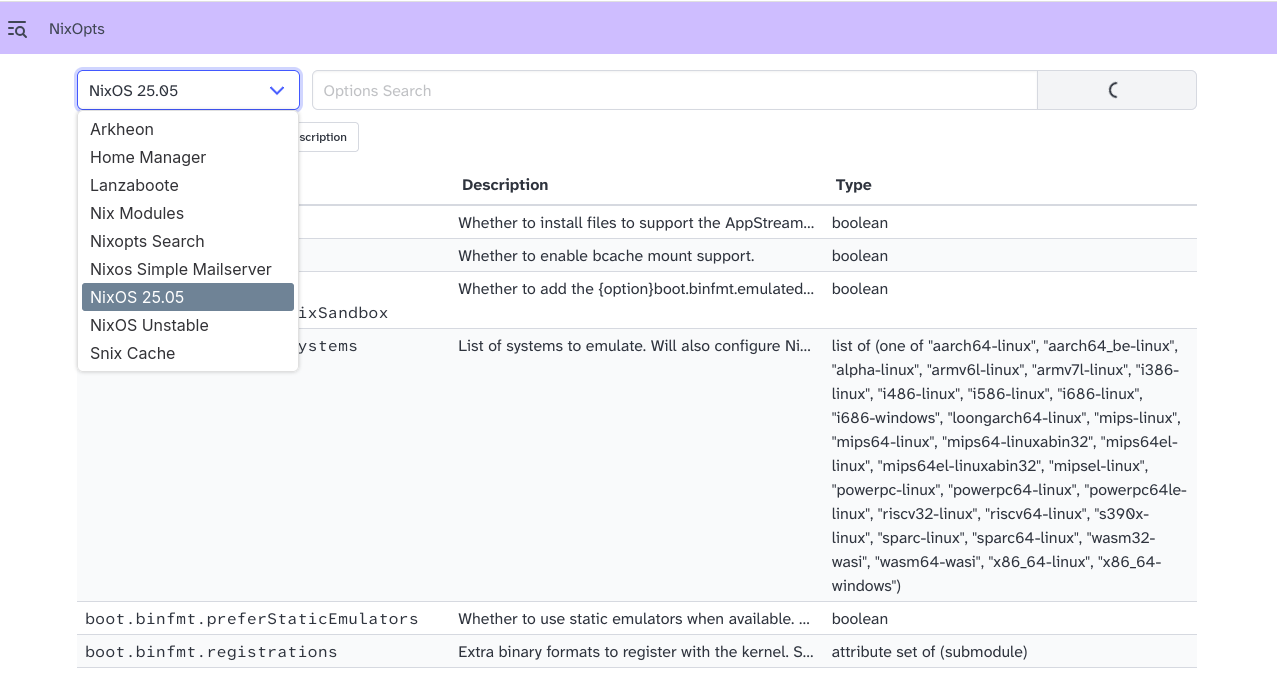 NixOpts
NixOS 25.05
Options Search
Arkheon
Home Manager
Lanzaboote
Nix Modules
Nixopts Search
Nixos Simple Mailserver
NixOS 25.05
NixOS Unstable
Snix Cache
scription
Description Type
Whether to install files to support the AppStream... boolean
Whether to enable bcache mount support. boolean
Whether to add the {option}boot.binfmt.emulated... boolean
ixSandbox
ystems List of systems to emulate. Will also configure Ni... list of (one of "aarch64-linux", "aarch64_be-linux",
"alpha-linux", "armv6l-linux", "armv7l-linux", "i386-
linux", "i486-linux", "i586-linux", "i686-linux",
"i686-windows", "loongarch64-linux", "mips-linux",
"mips64-linux", "mips64-linuxabin32", "mips64el-
linux", "mips64el-linuxabin32", "mipsel-linux",
"powerpc-linux", "powerpc64-linux", "powerpc64le-
linux", "riscv32-linux", "riscv64-linux", "s390x-
linux", "sparc-linux", "sparc64-linux", "wasm32-
wasi", "wasm64-wasi", "x86_64-linux", "x86_64-
windows")
boot.binfmt.preferStaticEmulators Whether to use static emulators when available. ... boolean
boot.binfmt.registrations Extra binary formats to register with the kernel. S... attribute set of (submodule)